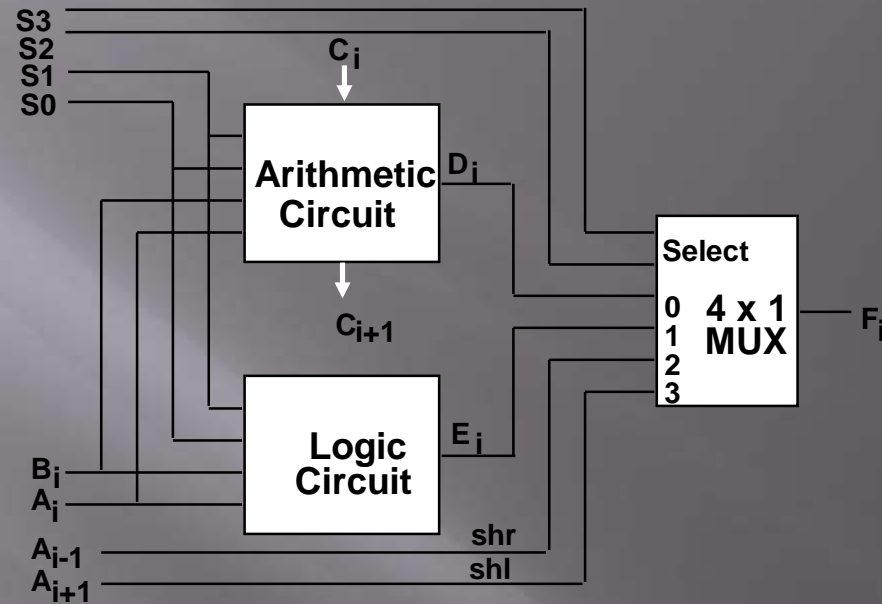 S3
S2
S1
S0
Ci
Arithmetic
Circuit
Di
Ci+1
Select
0
1
2
3
4 x 1
MUX
Fi
Logic
Circuit
Ei
Bi
Ai
Ai-1
shr
Ai+1
shl